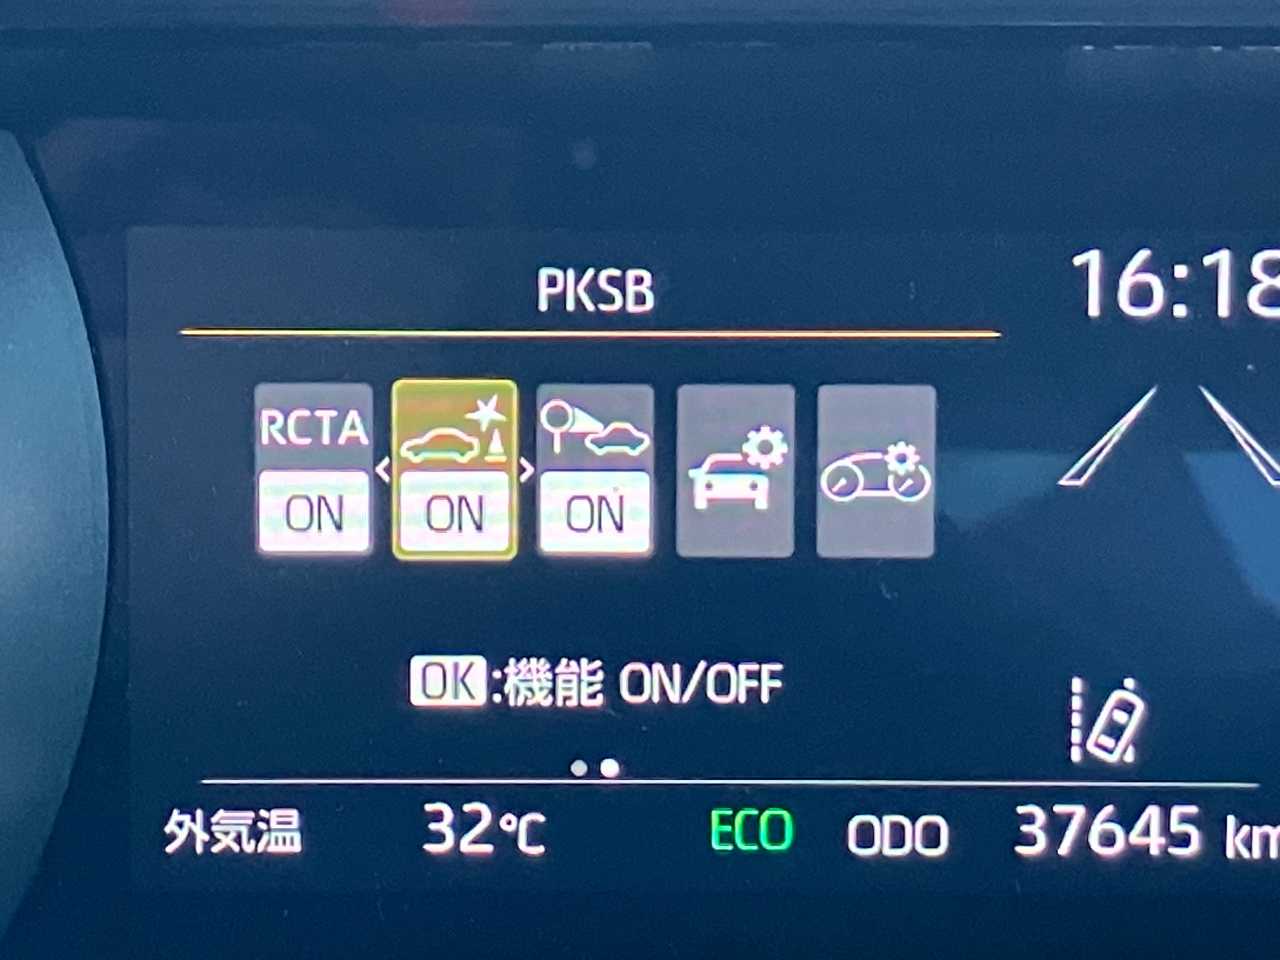 PKSB
16:18
RCTA
ON
ON
ON
OK:機能 ON/OFF
外気温 32℃ ECO ODO 37645 km